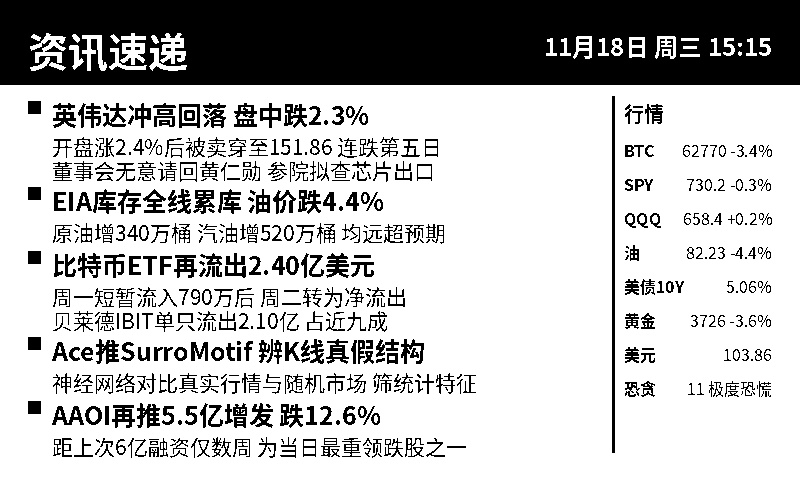 资讯速递
11月18日 周三 15:15
英伟达冲高回落 盘中跌2.3%
开盘涨2.4%后被卖穿至151.86 连跌第五日
董事会无意请回黄仁勋 参院拟查芯片出口
EIA库存全线累库 油价跌4.4%
原油增340万桶 汽油增520万桶 均远超预期
比特币ETF再流出2.40亿美元
周一短暂流入790万后 周二转为净流出
贝莱德IBIT单只流出2.10亿 占近九成
Ace推SurroMotif 辨K线真假结构
神经网络对比真实行情与随机市场 筛统计特征
AAOI再推5.5亿增发 跌12.6%
距上次6亿融资仅数周 为当日最重领跌股之一
行情
BTC 62770 -3.4%
SPY 730.2 -0.3%
QQQ 658.4 +0.2%
油 82.23 -4.4%
美债10Y 5.06%
黄金 3726 -3.6%
美元 103.86
恐贪 11 极度恐慌